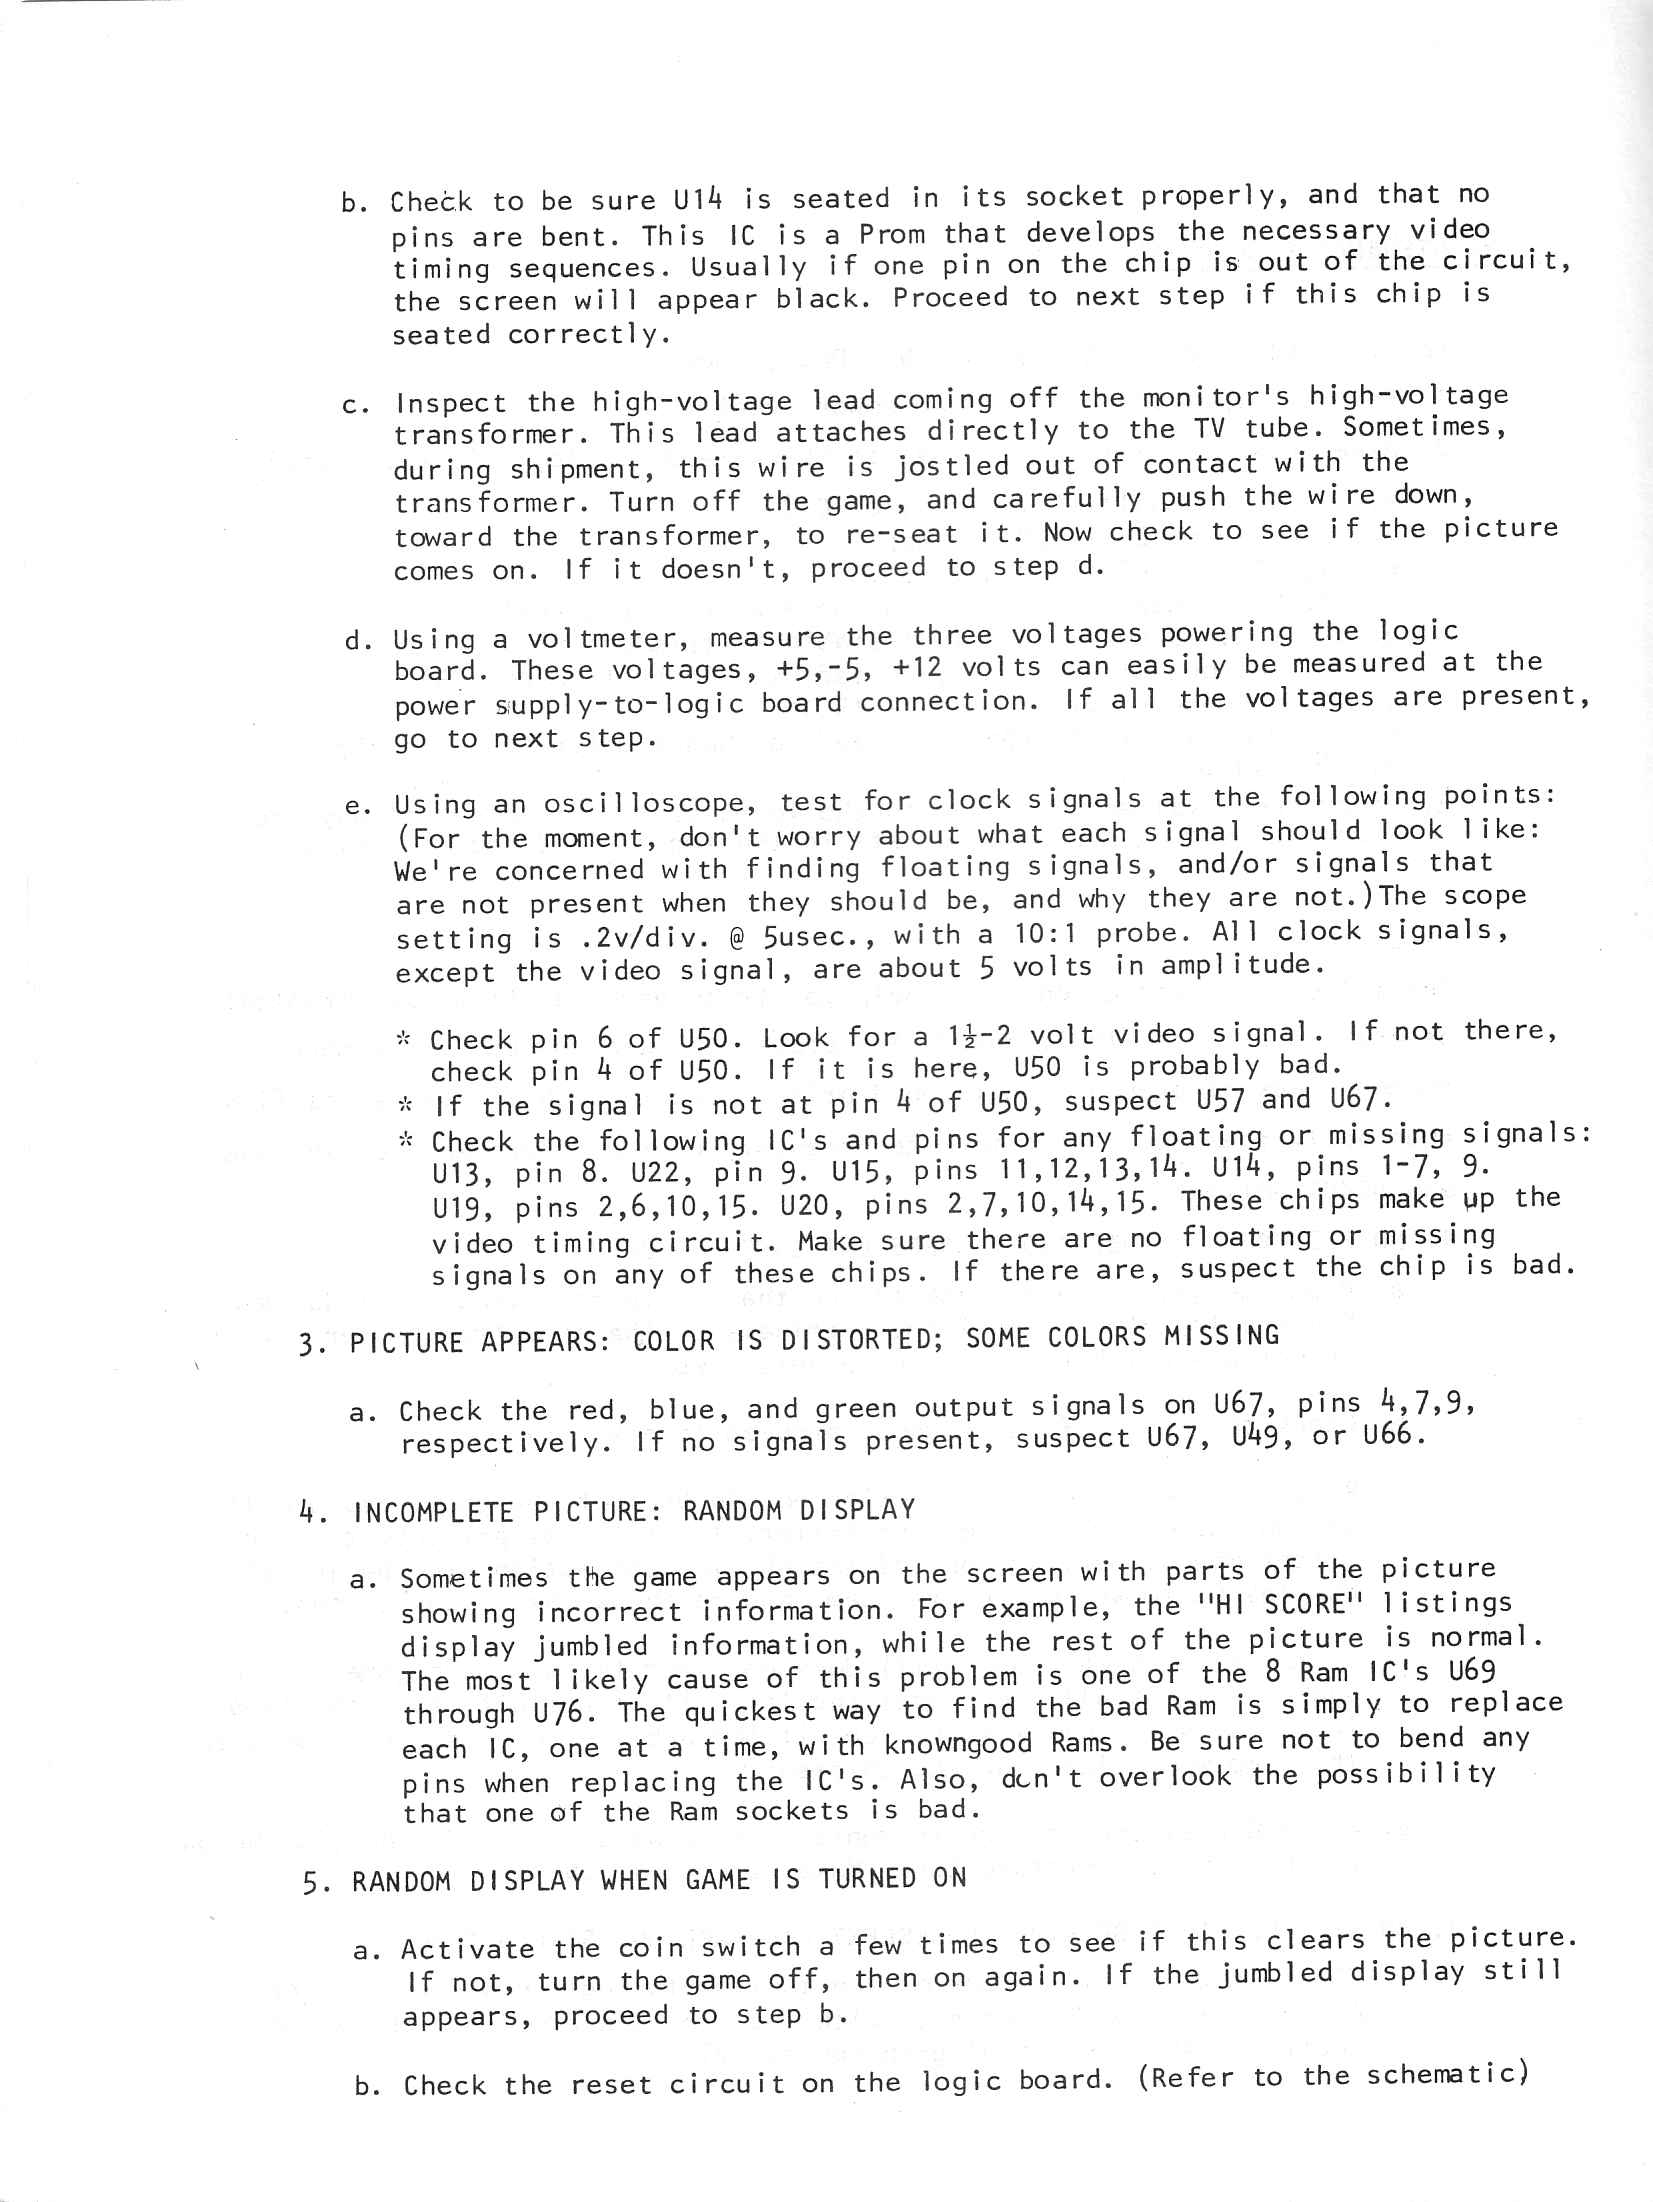 b. Check to be sure U14 is seated in its socket properly, and that no
pins are bent. This IC is a Prom that develops the necessary video
timing sequences. Usually if one pin on the chip is out of the circuit,
the screen will appear black. Proceed to next step if this chip is
seated correctly.
c. Inspect the high-voltage lead coming off the monitor's high-voltage
transformer. This lead attaches directly to the TV tube. Sometimes,
during shipment, this wire is jostled out of contact with the
transformer. Turn off the game, and carefully push the wire down,
toward the transformer, to re-seat it. Now check to see if the picture
comes on. If it doesn't, proceed to step d.
d. Using a voltmeter, measure the three voltages powering the logic
board. These voltages, +5,-5, +12 volts can easily be measured at the
power supply-to-logic board connection. If all the voltages are present,
go to next step.
e. Using an oscilloscope, test for clock signals at the following points:
(For the moment, don't worry about what each signal should look like:
We're concerned with finding floating signals, and/or signals that
are not present when they should be, and why they are not.)The scope
setting is .2v/div. @ 5usec., with a 10:1 probe. All clock signals,
except the video signal, are about 5 volts in amplitude.
* Check pin 6 of U50. Look for a 1½-2 volt video signal. If not there,
check pin 4 of U50. If it is here, U50 is probably bad.
* If the signal is not at pin 4 of U50, suspect U57 and U67.
* Check the following IC's and pins for any floating or missing signals:
U13, pin 8. U22, pin 9. U15, pins 11,12,13,14. U14, pins 1-7, 9.
U19, pins 2,6,10,15. U20, pins 2,7,10,14,15. These chips make up the
video timing circuit. Make sure there are no floating or missing
signals on any of these chips. If there are, suspect the chip is bad.
3. PICTURE APPEARS: COLOR IS DISTORTED; SOME COLORS MISSING
a. Check the red, blue, and green output signals on U67, pins 4,7,9,
respectively. If no signals present, suspect U67, U49, or U66.
4. INCOMPLETE PICTURE: RANDOM DISPLAY
a. Sometimes the game appears on the screen with parts of the picture
showing incorrect information. For example, the "HI SCORE" listings
display jumbled information, while the rest of the picture is normal.
The most likely cause of this problem is one of the 8 Ram IC's U69
through U76. The quickest way to find the bad Ram is simply to replace
each IC, one at a time, with knowngood Rams. Be sure not to bend any
pins when replacing the IC's. Also, don't overlook the possibility
that one of the Ram sockets is bad.
5. RANDOM DISPLAY WHEN GAME IS TURNED ON
a. Activate the coin switch a few times to see if this clears the picture.
If not, turn the game off, then on again. If the jumbled display still
appears, proceed to step b.
b. Check the reset circuit on the logic board. (Refer to the schematic)